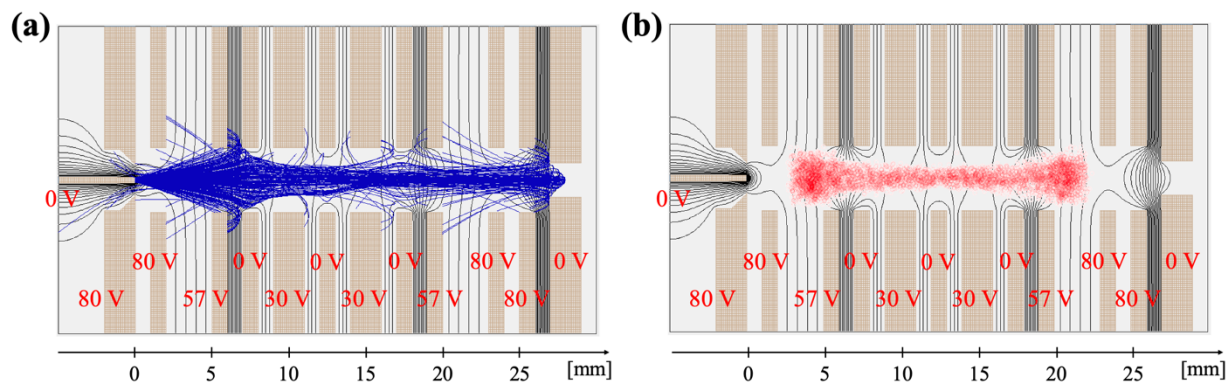 (a)
0 V
80 V 0 V 0 V 0 V 80 V 0 V
80 V 57 V 30 V 30 V 57 V 80 V
0 5 10 15 20 25 [mm]
(b)
0 V
80 V 0 V 0 V 0 V 80 V 0 V
80 V 57 V 30 V 30 V 57 V 80 V
0 5 10 15 20 25 [mm]